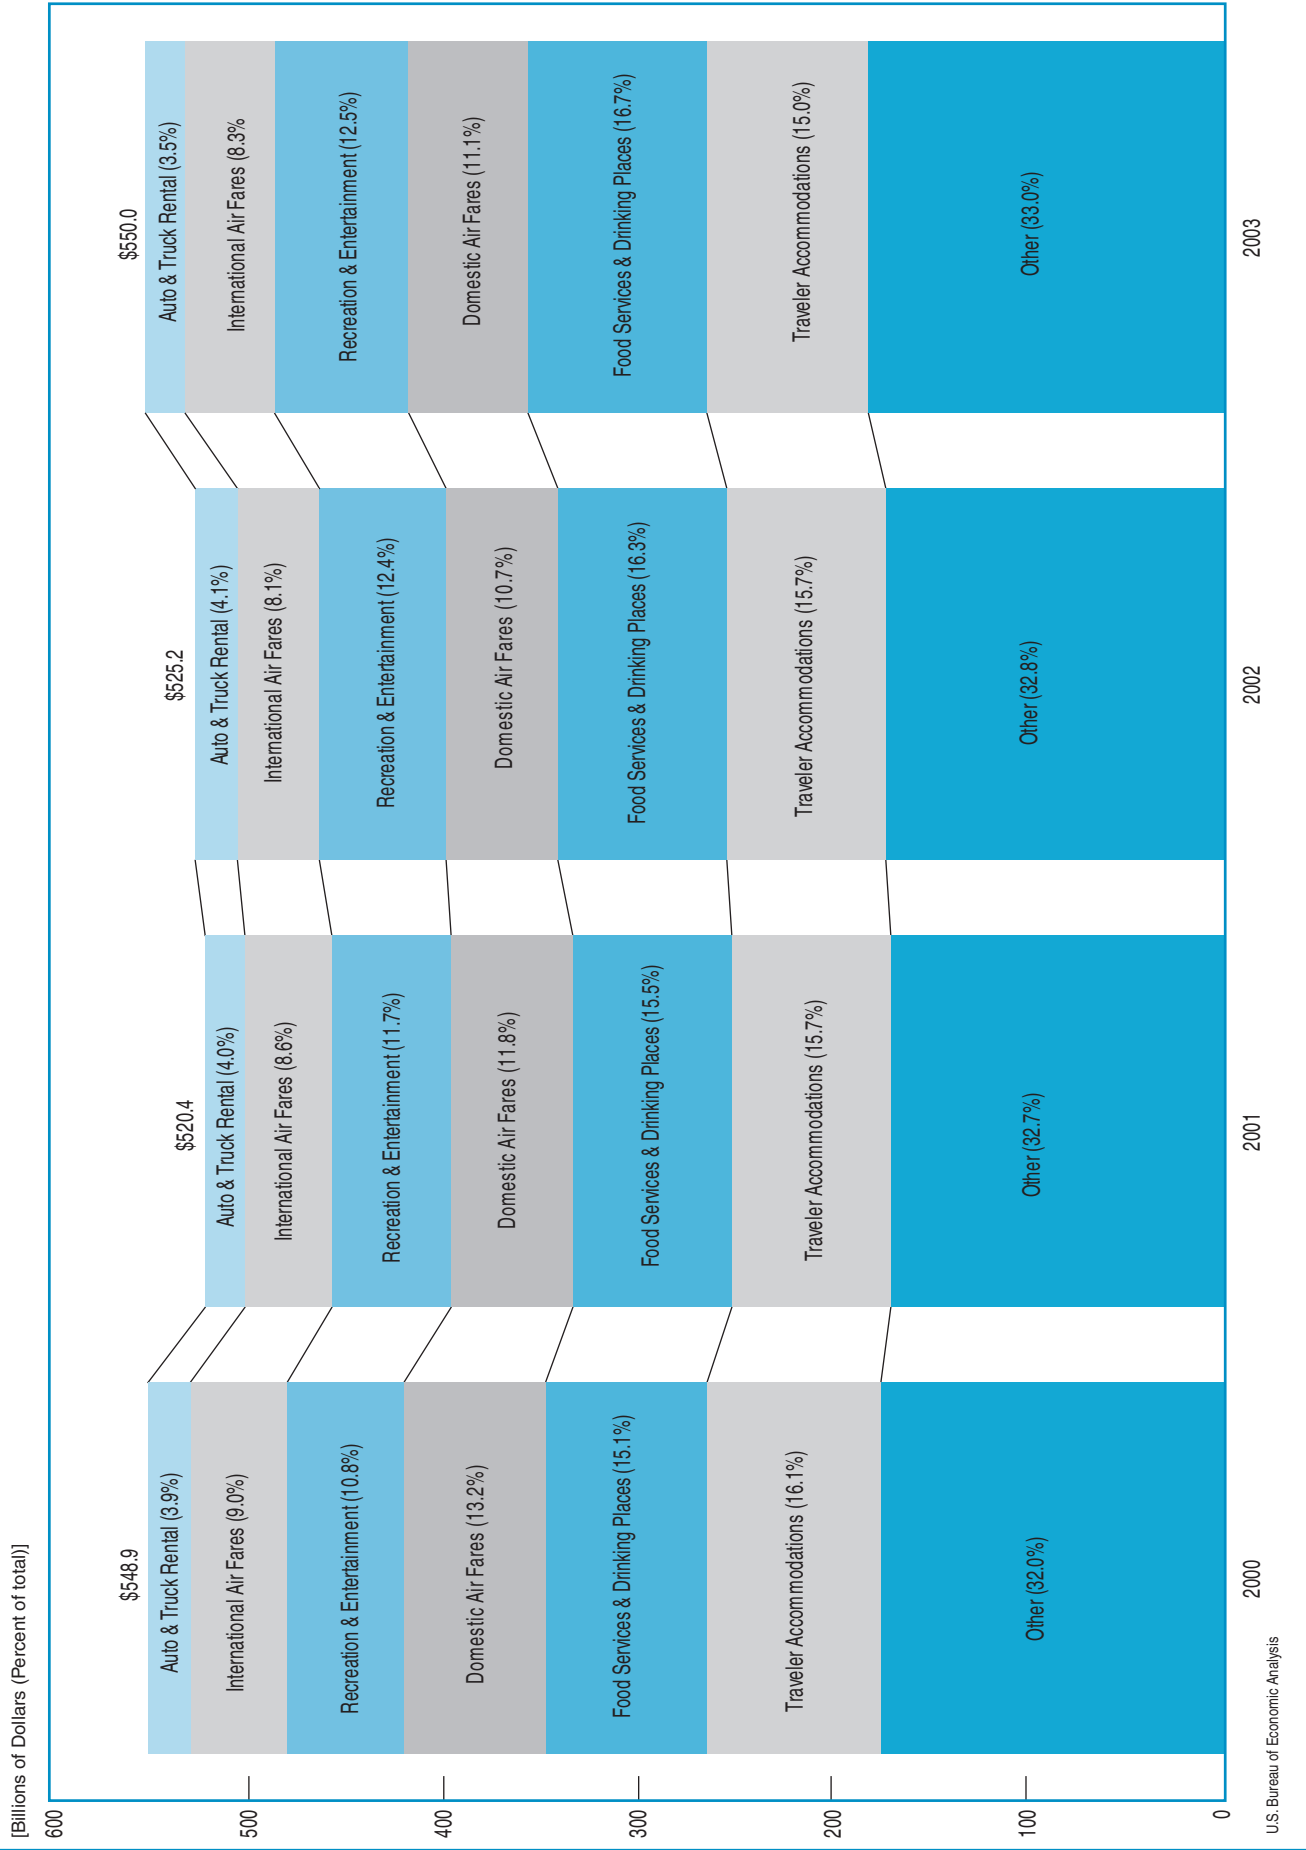 [Billions of Dollars (Percent of total)]
600
500
400
300
200
100
0
$548.9
Auto & Truck Rental (3.9%)
International Air Fares (9.0%)
Recreation & Entertainment (10.8%)
Domestic Air Fares (13.2%)
Food Services & Drinking Places (15.1%)
Traveler Accommodations (16.1%)
Other (32.0%)
2000
$520.4
Auto & Truck Rental (4.0%)
International Air Fares (8.6%)
Recreation & Entertainment (11.7%)
Domestic Air Fares (11.8%)
Food Services & Drinking Places (15.5%)
Traveler Accommodations (15.7%)
Other (32.7%)
2001
$525.2
Auto & Truck Rental (4.1%)
International Air Fares (8.1%)
Recreation & Entertainment (12.4%)
Domestic Air Fares (10.7%)
Food Services & Drinking Places (16.3%)
Traveler Accommodations (15.7%)
Other (32.8%)
2002
$550.0
Auto & Truck Rental (3.5%)
International Air Fares (8.3%
Recreation & Entertainment (12.5%)
Domestic Air Fares (11.1%)
Food Services & Drinking Places (16.7%)
Traveler Accommodations (15.0%)
Other (33.0%)
2003
U.S. Bureau of Economic Analysis